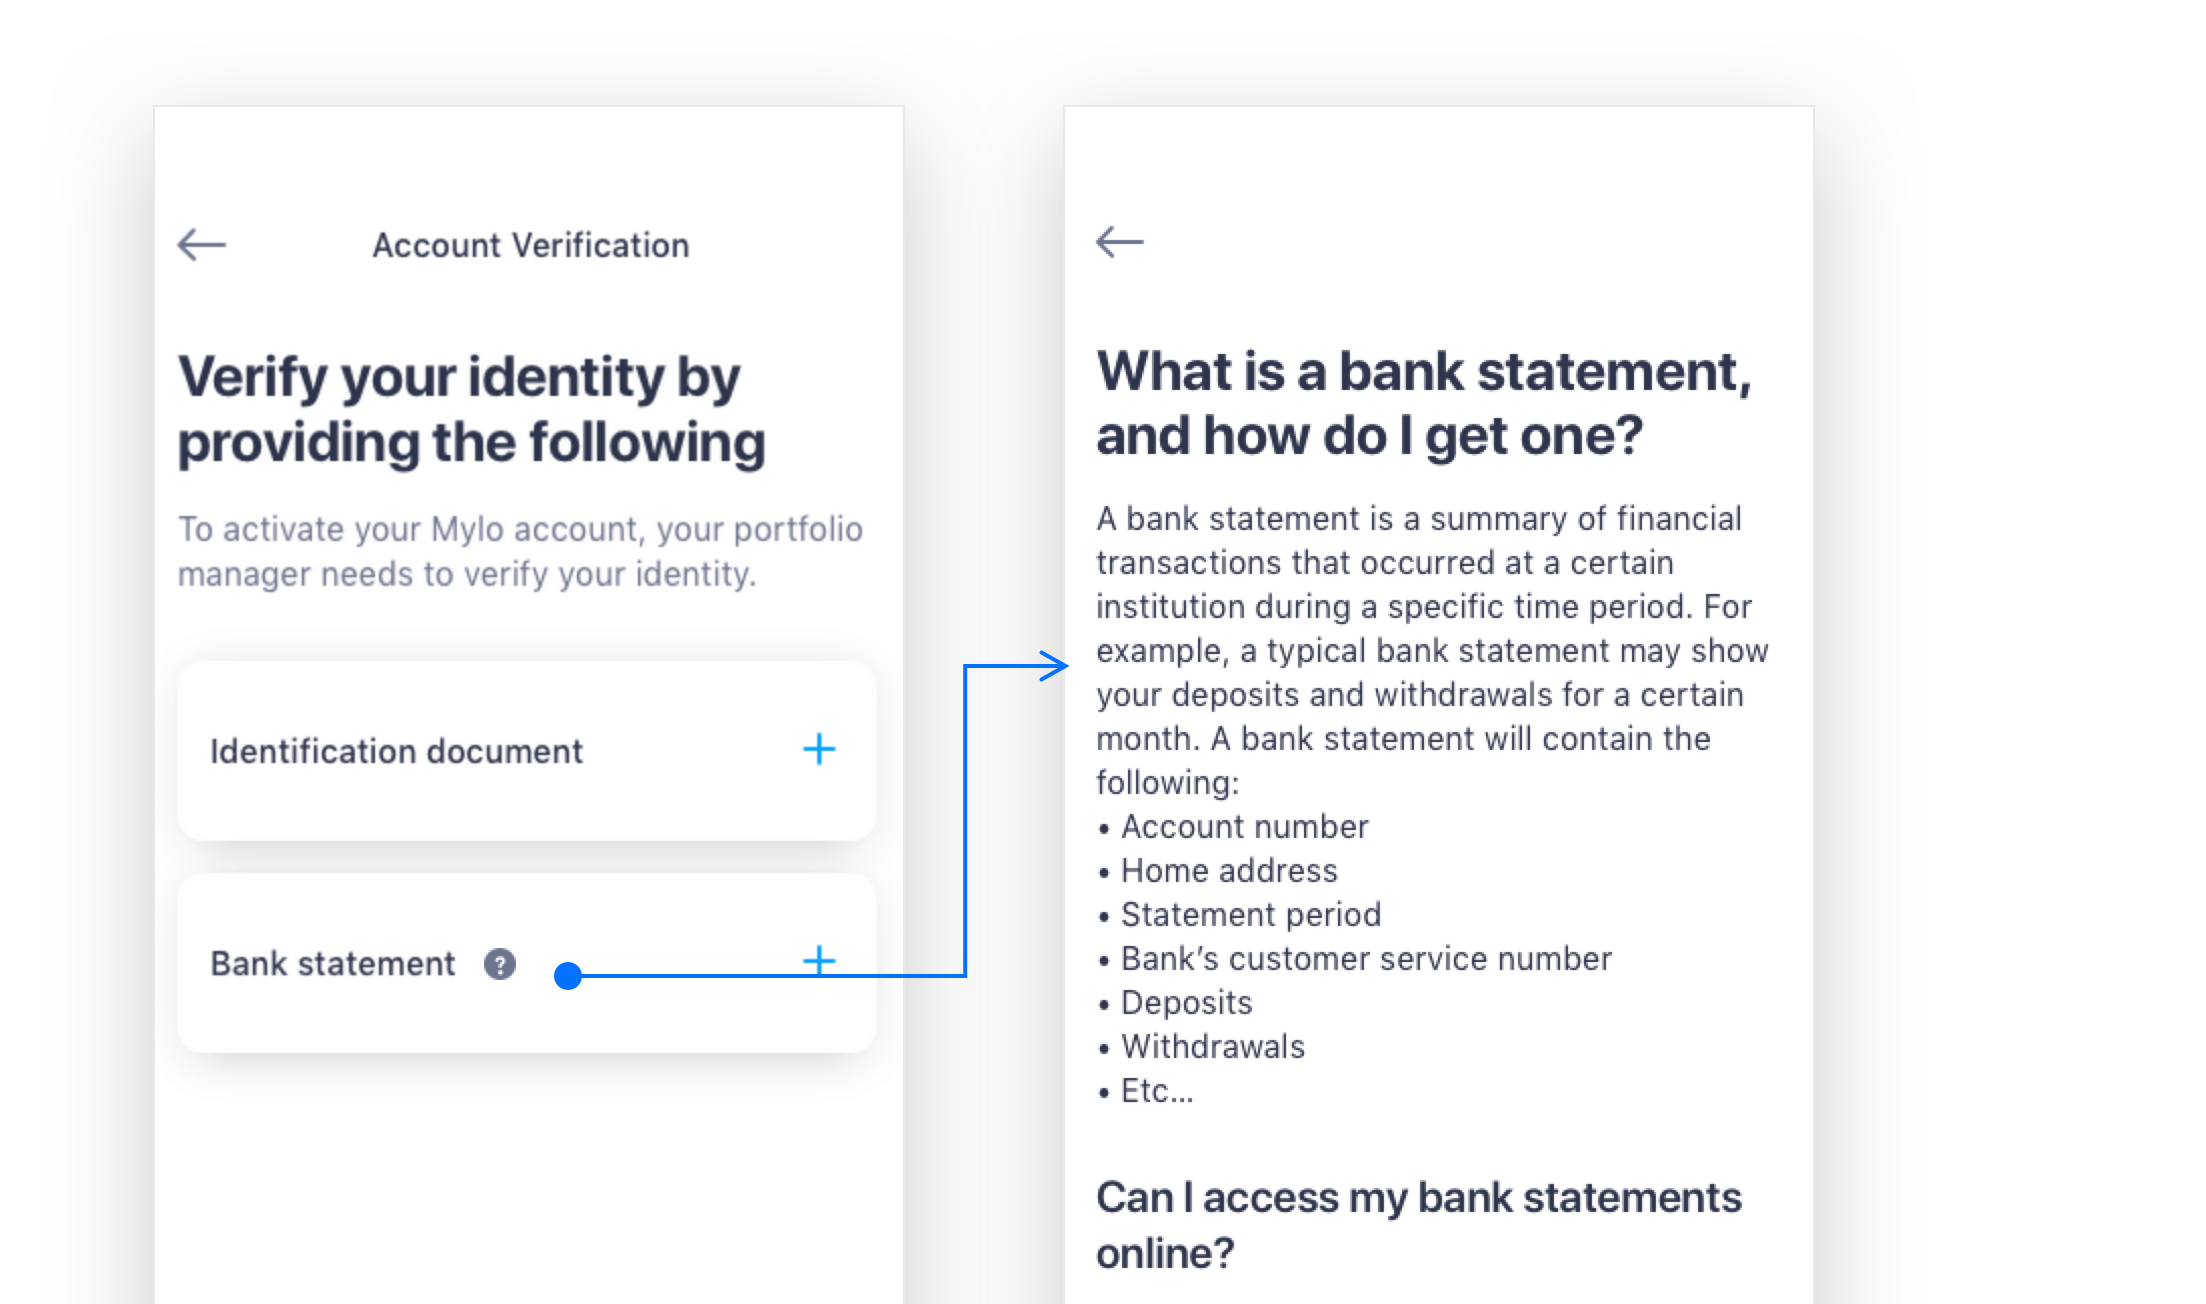 Account Verification
Verify your identity by
providing the following
To activate your Mylo account, your portfolio
manager needs to verify your identity.
Identification document
Bank statement ?
What is a bank statement,
and how do I get one?
A bank statement is a summary of financial
transactions that occurred at a certain
institution during a specific time period. For
example, a typical bank statement may show
your deposits and withdrawals for a certain
month. A bank statement will contain the
following:
• Account number
• Home address
• Statement period
• Bank’s customer service number
• Deposits
• Withdrawals
• Etc...
Can I access my bank statements
online?